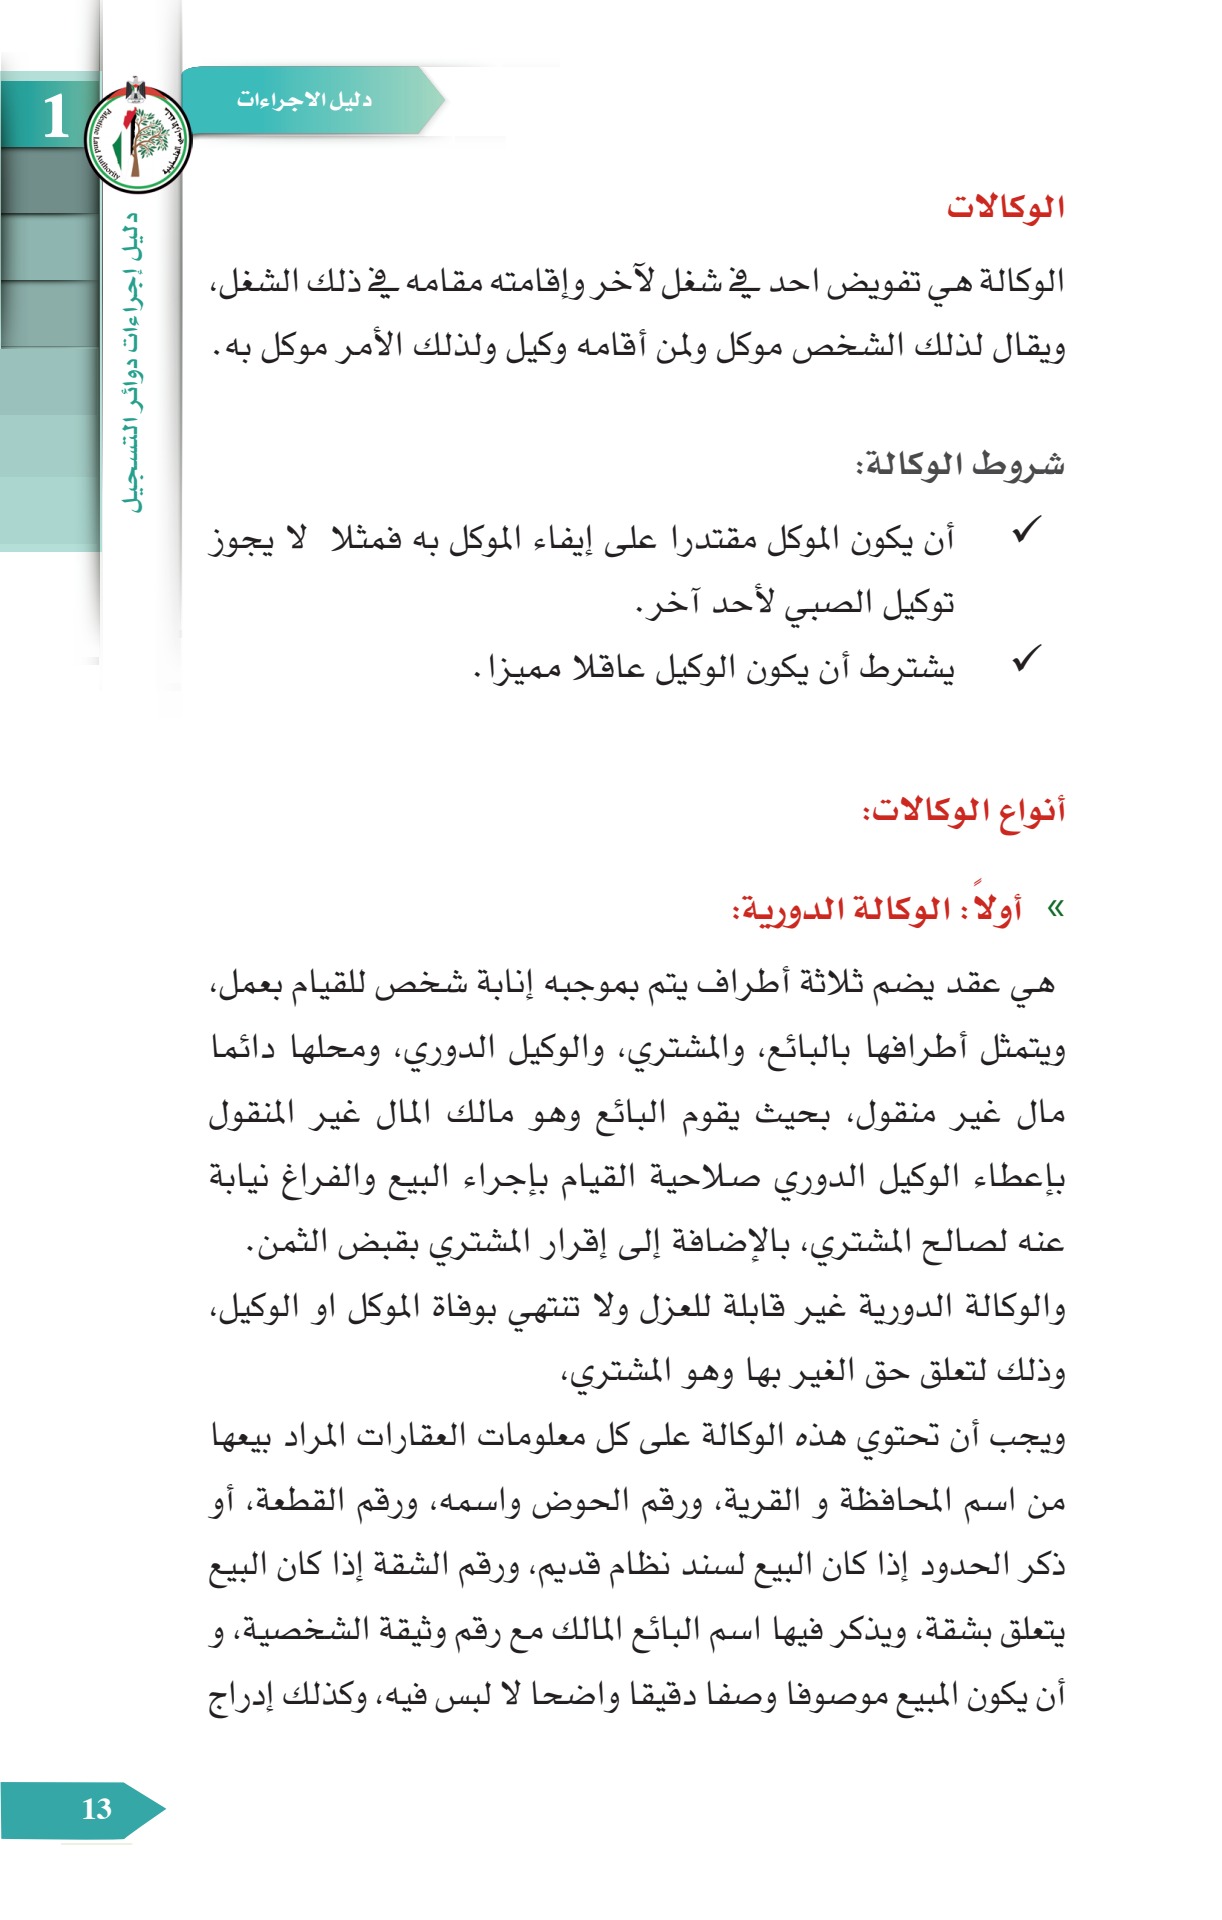 دليل الاجراءات
1
Palestine Land Authority
دليل إجراءات دوائر التسجيل
الوكالات
الوكالة هي تفويض احد في شغل لآخر وإقامته مقامه في ذلك الشغل،
ويقال لذلك الشخص موكل ولمن أقامه وكيل ولذلك الأمر موكل به.
شروط الوكالة:
✓ أن يكون الموكل مقتدرا على إيفاء الموكل به فمثلا لا يجوز
توكيل الصبي لأحد آخر.
✓ يشترط أن يكون الوكيل عاقلا مميزا.
أنواع الوكالات:
» أولاً: الوكالة الدورية:
هي عقد يضم ثلاثة أطراف يتم بموجبه إنابة شخص للقيام بعمل،
ويتمثل أطرافها بالبائع، والمشتري، والوكيل الدوري، ومحلها دائما
مال غير منقول، بحيث يقوم البائع وهو مالك المال غير المنقول
بإعطاء الوكيل الدوري صلاحية القيام بإجراء البيع والفراغ نيابة
عنه لصالح المشتري، بالإضافة إلى إقرار المشتري بقبض الثمن.
والوكالة الدورية غير قابلة للعزل ولا تنتهي بوفاة الموكل او الوكيل،
وذلك لتعلق حق الغير بها وهو المشتري،
ويجب أن تحتوي هذه الوكالة على كل معلومات العقارات المراد بيعها
من اسم المحافظة و القرية، ورقم الحوض واسمه، ورقم القطعة، أو
ذكر الحدود إذا كان البيع لسند نظام قديم، ورقم الشقة إذا كان البيع
يتعلق بشقة، ويذكر فيها اسم البائع المالك مع رقم وثيقة الشخصية، و
أن يكون المبيع موصوفا وصفا دقيقا واضحا لا لبس فيه، وكذلك إدراج
13